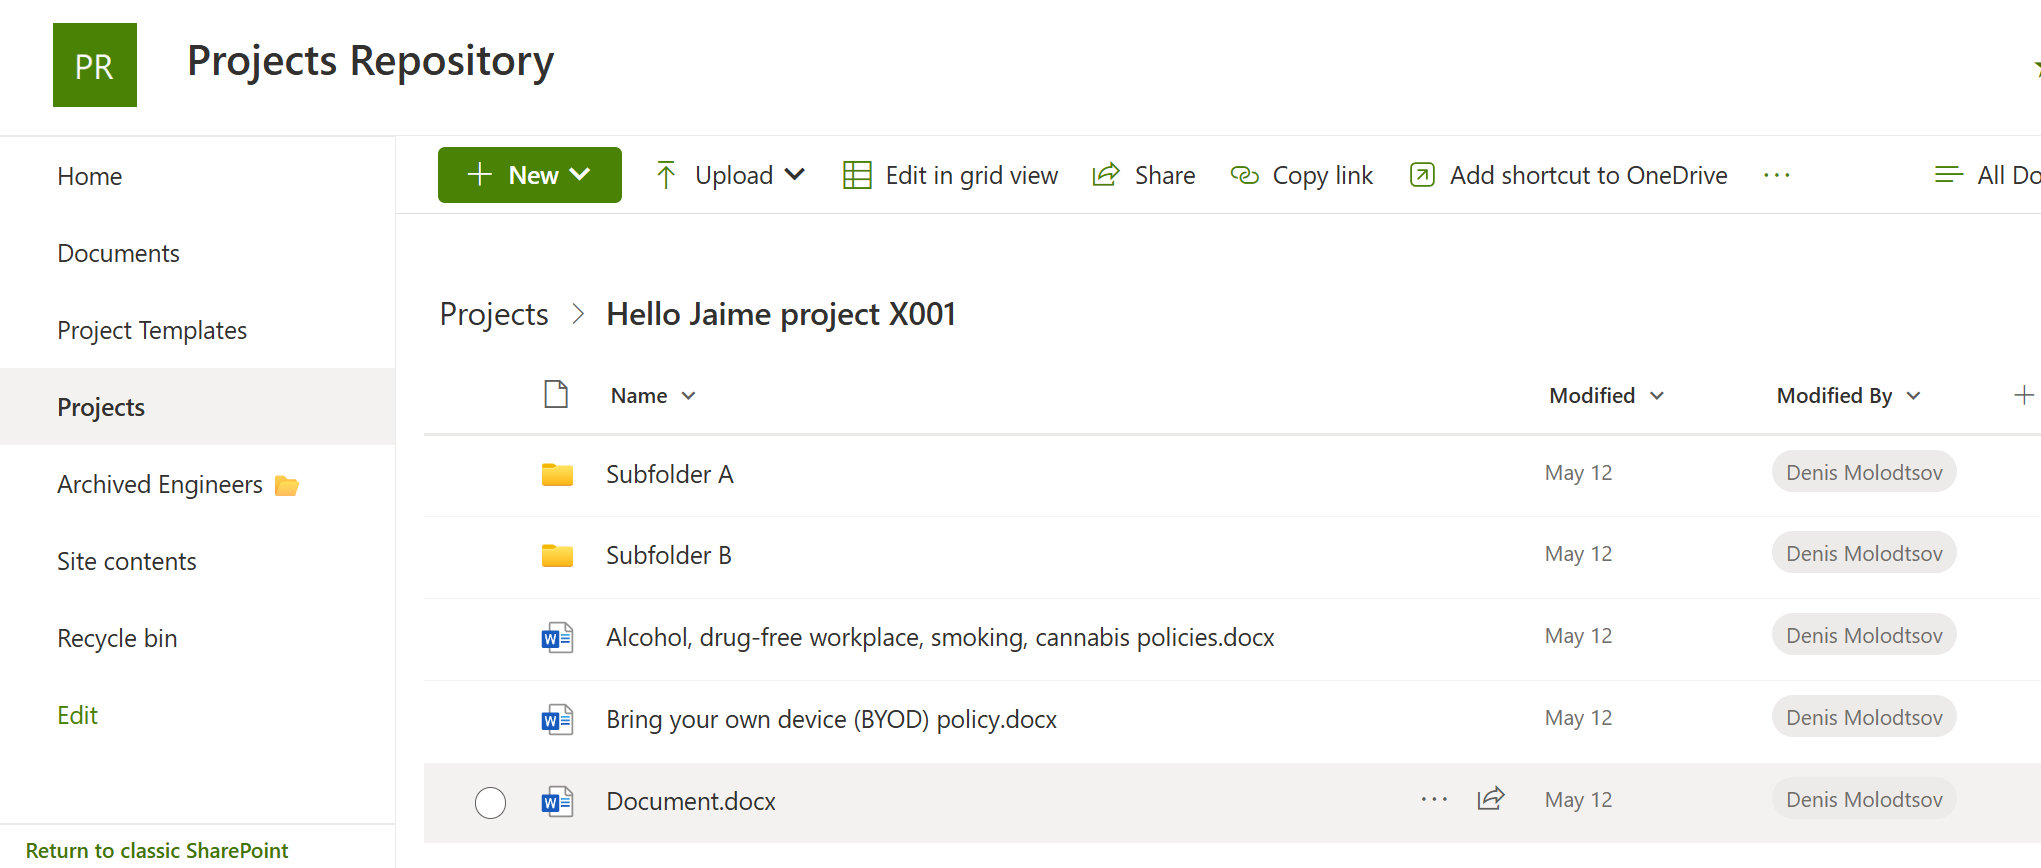 PR
Projects Repository
Home
Documents
Project Templates
Projects
Archived Engineers
Site contents
Recycle bin
Edit
Return to classic SharePoint
New
Upload
Edit in grid view
Share
Copy link
Add shortcut to OneDrive
All Do
Projects > Hello Jaime project X001
Name Modified Modified By
Subfolder A May 12 Denis Molodtsov
Subfolder B May 12 Denis Molodtsov
Alcohol, drug-free workplace, smoking, cannabis policies.docx May 12 Denis Molodtsov
Bring your own device (BYOD) policy.docx May 12 Denis Molodtsov
Document.docx May 12 Denis Molodtsov